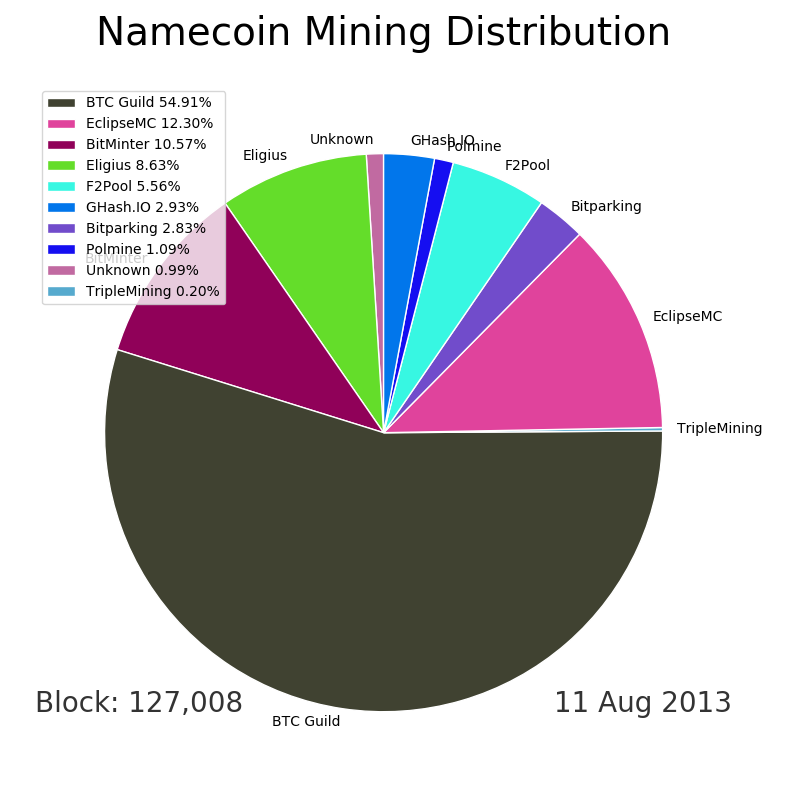 Namecoin Mining Distribution
BTC Guild 54.91%
EclipseMC 12.30%
BitMinter 10.57%
Eligius 8.63%
F2Pool 5.56%
GHash.IO 2.93%
Bitparking 2.83%
Polmine 1.09%
Unknown 0.99%
TripleMining 0.20%
Unknown
GHash.IO
Polmine
Eligius
F2Pool
Bitparking
BitMinter
EclipseMC
TripleMining
Block: 127,008
11 Aug 2013
BTC Guild